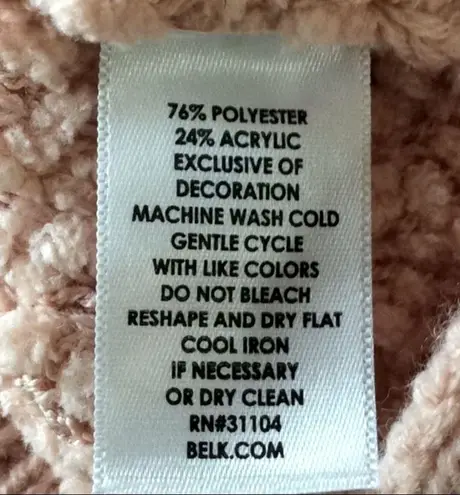 76% POLYESTER
24% ACRYLIC
EXCLUSIVE OF
DECORATION
MACHINE WASH COLD
GENTLE CYCLE
WITH LIKE COLORS
DO NOT BLEACH
RESHAPE AND DRY FLAT
COOL IRON
IF NECESSARY
OR DRY CLEAN
RN#31104
BELK.COM